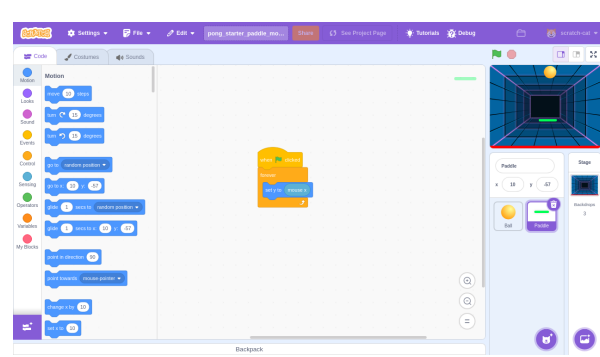 SCRATCH Settings File Edit pong_starter_paddle_mo... Share See Project Page Tutorials Debug scratch-cat
Code Costumes Sounds
Motion
Looks
Sound
Events
Control
Sensing
Operators
Variables
My Blocks
Motion
move 10 steps
turn 15 degrees
turn 15 degrees
go to random position
go to x: 10 y: -57
glide 1 secs to random position
glide 1 secs to x: 10 y: -57
point in direction 90
point towards mouse-pointer
change x by 10
set x to 10
when clicked
forever
set y to mouse x
Paddle
x 10 y -57
Ball
Paddle
Stage
Backdrops
3
Backpack